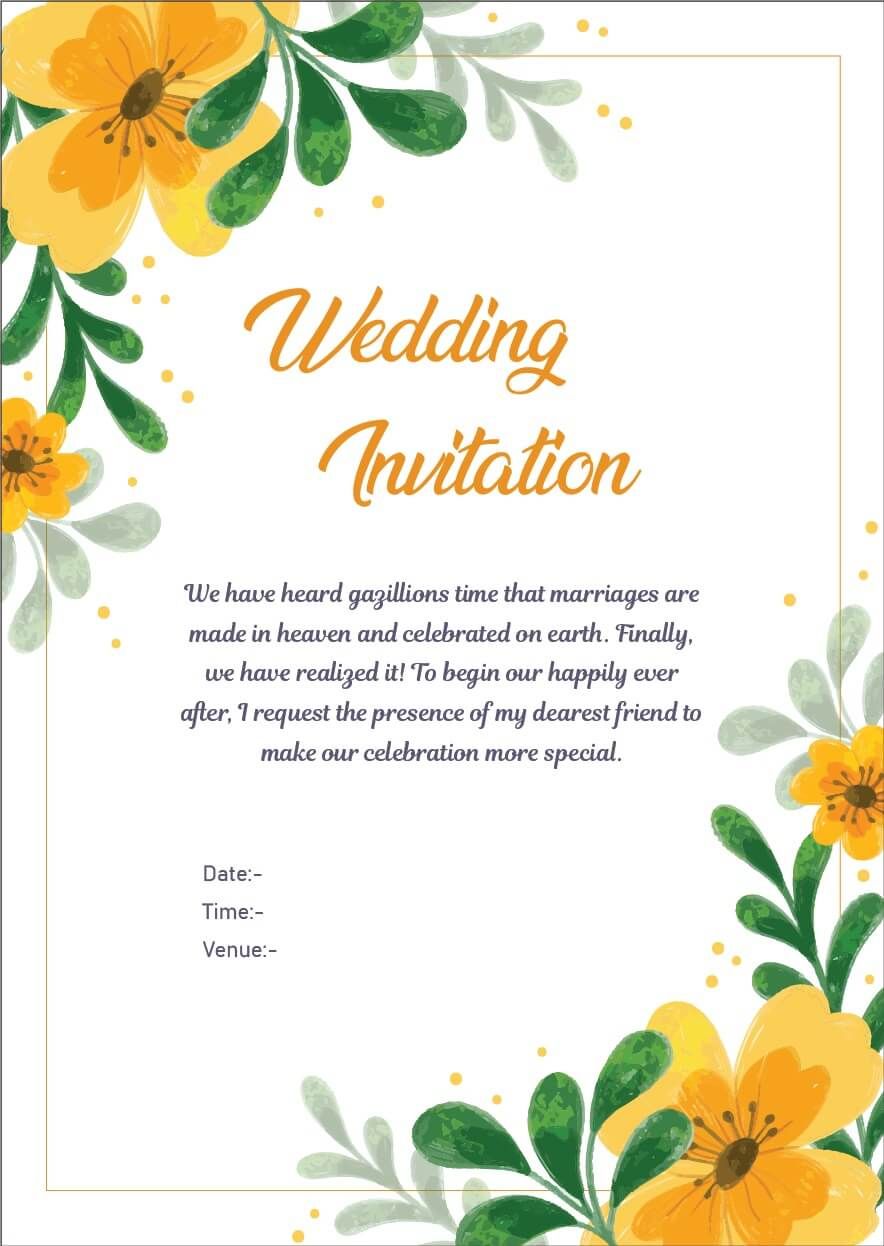 Wedding
Invitation
We have heard gazillions time that marriages are
made in heaven and celebrated on earth. Finally,
we have realized it! To begin our happily ever
after, I request the presence of my dearest friend to
make our celebration more special.
Date:-
Time:-
Venue:-